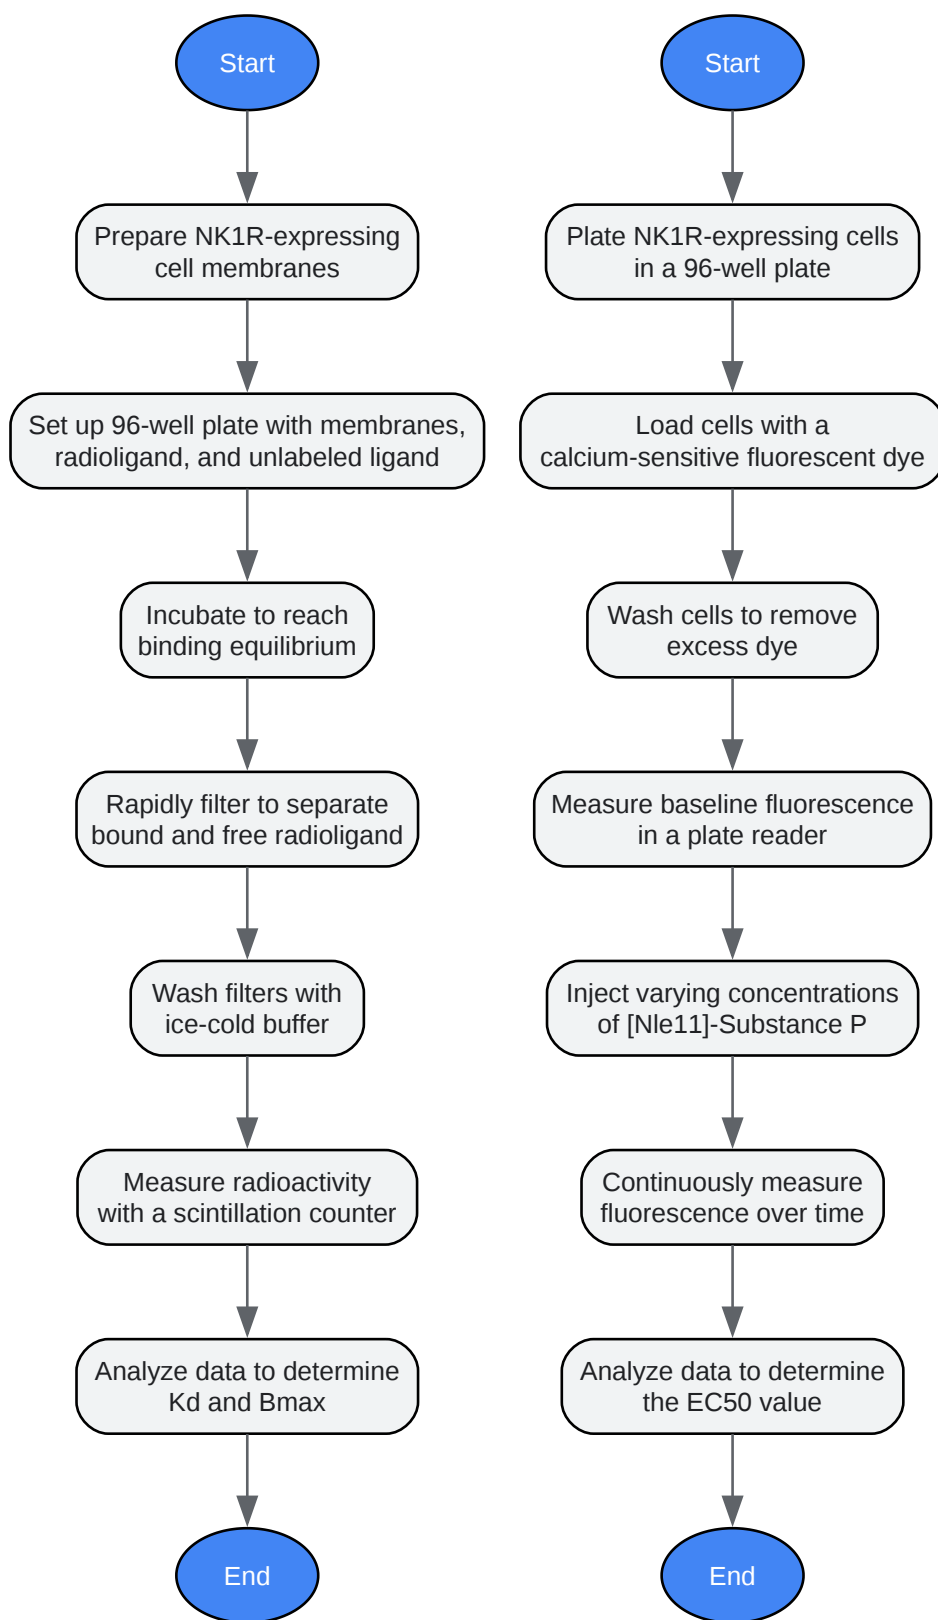 Start
Prepare NK1R-expressing
cell membranes
Set up 96-well plate with membranes,
radioligand, and unlabeled ligand
Incubate to reach
binding equilibrium
Rapidly filter to separate
bound and free radioligand
Wash filters with
ice-cold buffer
Measure radioactivity
with a scintillation counter
Analyze data to determine
Kd and Bmax
End
Start
Plate NK1R-expressing cells
in a 96-well plate
Load cells with a
calcium-sensitive fluorescent dye
Wash cells to remove
excess dye
Measure baseline fluorescence
in a plate reader
Inject varying concentrations
of [Nle11]-Substance P
Continuously measure
fluorescence over time
Analyze data to determine
the EC50 value
End